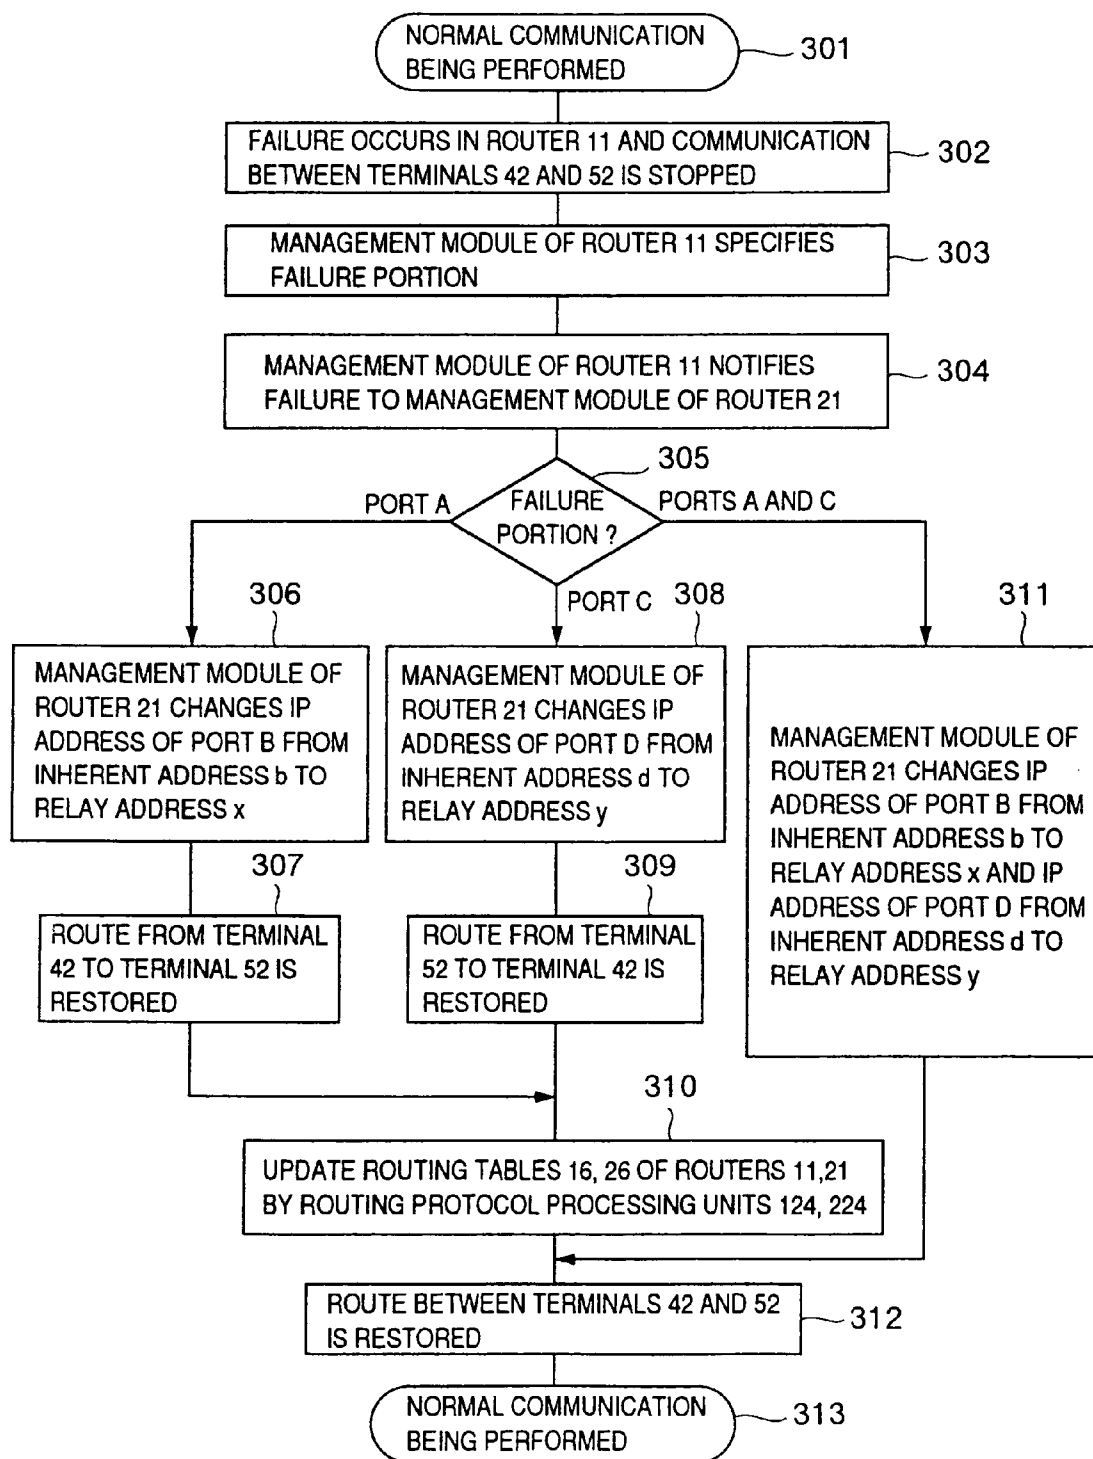 NORMAL COMMUNICATION
BEING PERFORMED
301
FAILURE OCCURS IN ROUTER 11 AND COMMUNICATION
BETWEEN TERMINALS 42 AND 52 IS STOPPED
302
MANAGEMENT MODULE OF ROUTER 11 SPECIFIES
FAILURE PORTION
303
MANAGEMENT MODULE OF ROUTER 11 NOTIFIES
FAILURE TO MANAGEMENT MODULE OF ROUTER 21
304
305
FAILURE
PORTION ?
PORT A
PORTS A AND C
PORT C
306
MANAGEMENT MODULE OF
ROUTER 21 CHANGES IP
ADDRESS OF PORT B FROM
INHERENT ADDRESS b TO
RELAY ADDRESS x
308
MANAGEMENT MODULE OF
ROUTER 21 CHANGES IP
ADDRESS OF PORT D FROM
INHERENT ADDRESS d TO
RELAY ADDRESS y
311
MANAGEMENT MODULE OF
ROUTER 21 CHANGES IP
ADDRESS OF PORT B FROM
INHERENT ADDRESS b TO
RELAY ADDRESS x AND IP
ADDRESS OF PORT D FROM
INHERENT ADDRESS d TO
RELAY ADDRESS y
307
ROUTE FROM TERMINAL
42 TO TERMINAL 52 IS
RESTORED
309
ROUTE FROM TERMINAL
52 TO TERMINAL 42 IS
RESTORED
310
UPDATE ROUTING TABLES 16, 26 OF ROUTERS 11,21
BY ROUTING PROTOCOL PROCESSING UNITS 124, 224
ROUTE BETWEEN TERMINALS 42 AND 52
IS RESTORED
312
NORMAL COMMUNICATION
BEING PERFORMED
313